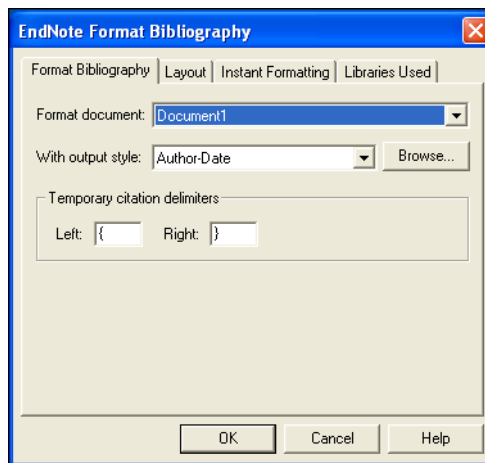 EndNote Format Bibliography
Format Bibliography Layout Instant Formatting Libraries Used
Format document: Document1
With output style: Author-Date Browse...
Temporary citation delimiters
Left: { Right: }
OK Cancel Help